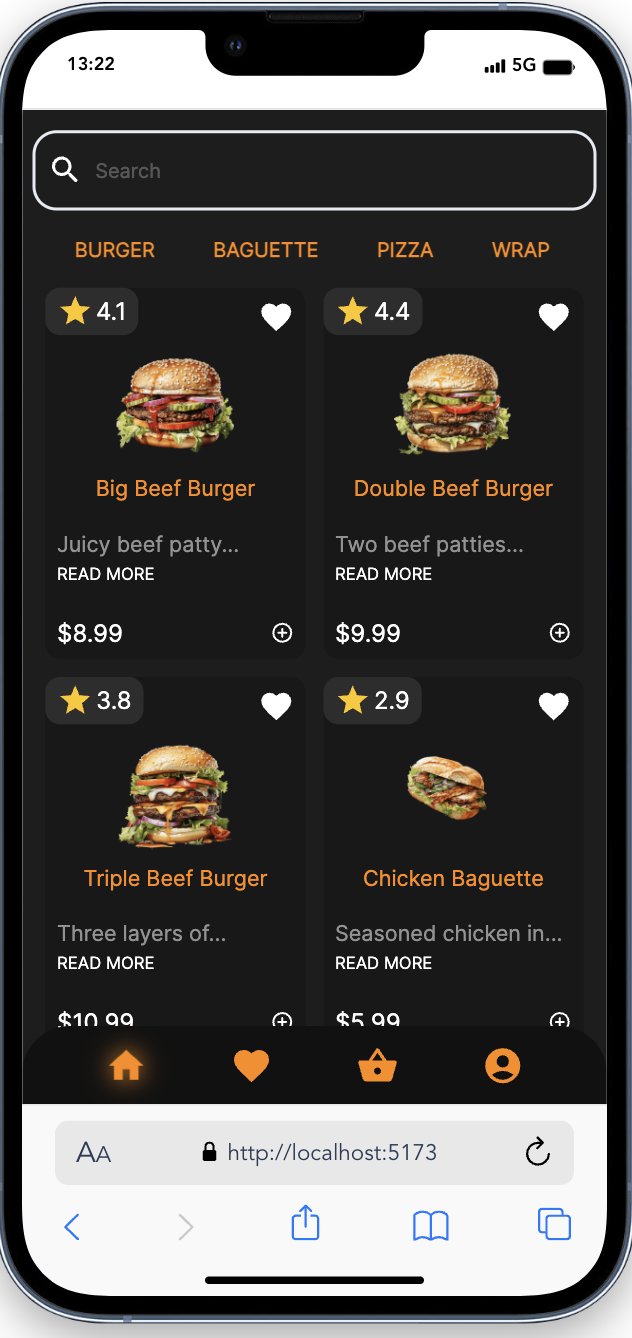 13:22 5G
Search
BURGER BAGUETTE PIZZA WRAP
4.1 4.4
Big Beef Burger Double Beef Burger
Juicy beef patty... Two beef patties...
READ MORE READ MORE
$8.99 $9.99
3.8 2.9
Triple Beef Burger Chicken Baguette
Three layers of... Seasoned chicken in...
READ MORE READ MORE
$10.99 $5.99
AA http://localhost:5173